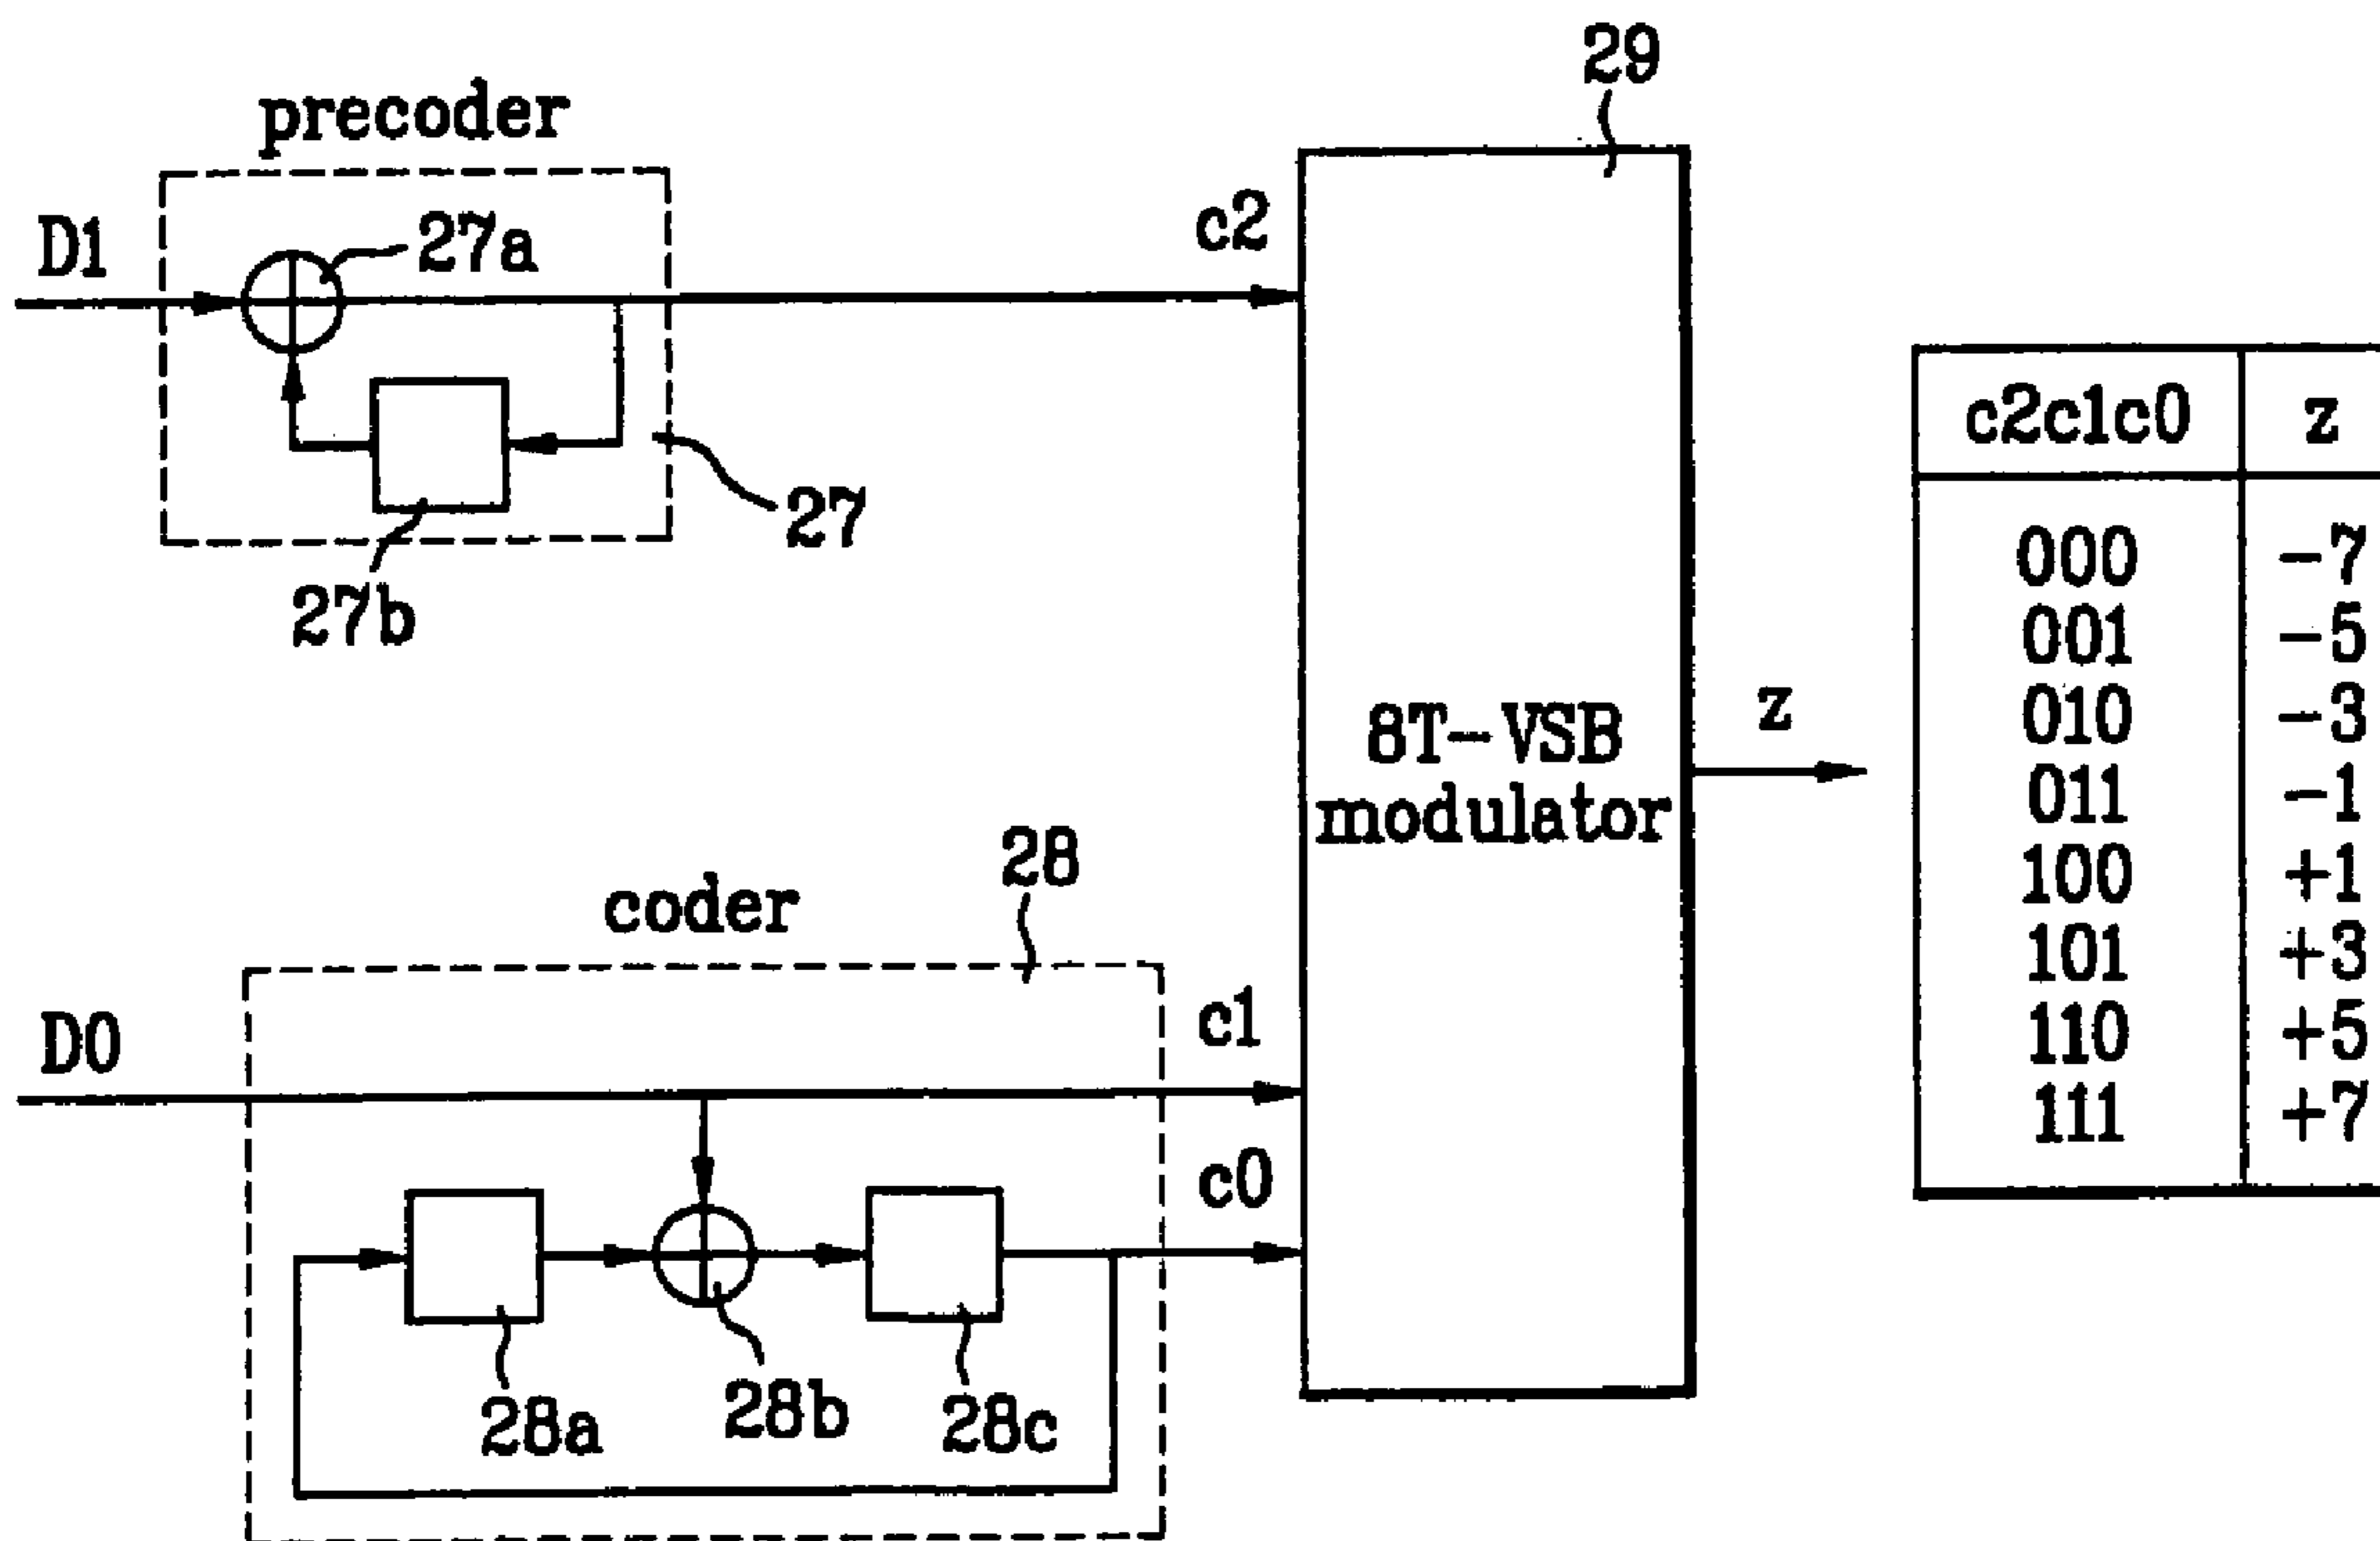 29
precoder
D1
27a
c2
27
27b
8T-VSB
modulator
z
coder
28
D0
c1
c0
28a
28b
28c
c2c1c0 z
000 -7
001 -5
010 -3
011 -1
100 +1
101 +3
110 +5
111 +7